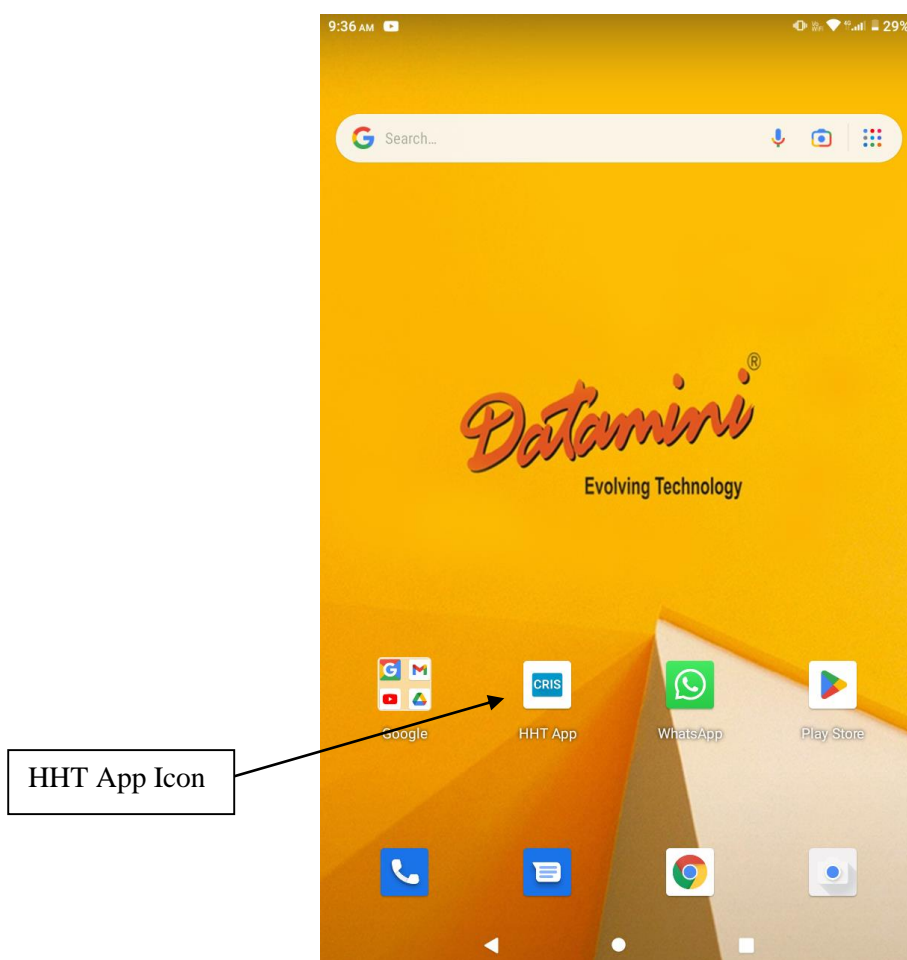 9:36 AM
29%
Search...
Datamini®
Evolving Technology
CRIS
Google
HHT App
WhatsApp
Play Store
HHT App Icon